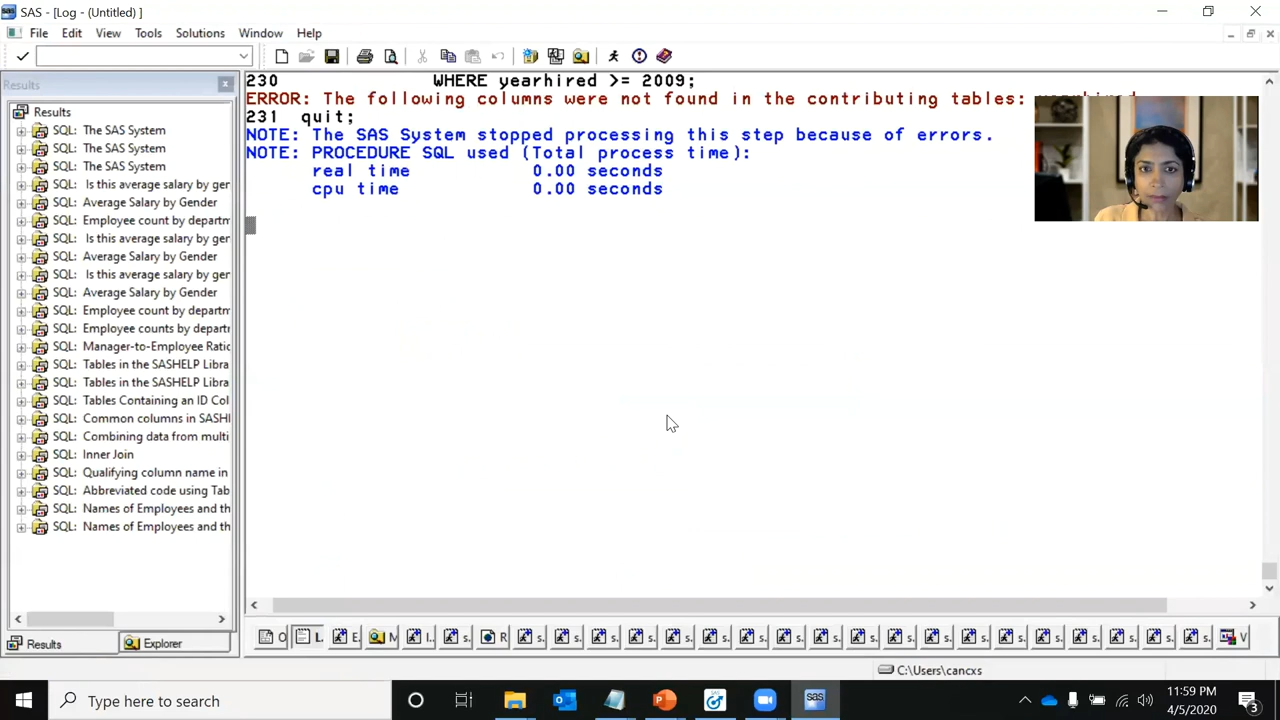 SAS - [Log - (Untitled) ]
File Edit View Tools Solutions Window Help
Results
Results
SQL: The SAS System
SQL: The SAS System
SQL: The SAS System
SQL: Is this average salary by ger
SQL: Average Salary by Gender
SQL: Employee count by departm
SQL: Is this average salary by ger
SQL: Average Salary by Gender
SQL: Is this average salary by ger
SQL: Average Salary by Gender
SQL: Employee count by departm
SQL: Employee counts by departr
SQL: Manager-to-Employee Ratic
SQL: Tables in the SASHELP Libra
SQL: Tables in the SASHELP Libra
SQL: Tables Containing an ID Col
SQL: Common columns in SASHE
SQL: Combining data from multi
SQL: Inner Join
SQL: Qualifying column name in
SQL: Abbreviated code using Tab
SQL: Names of Employees and th
SQL: Names of Employees and th
230 WHERE yearhired >= 2009;
ERROR: The following columns were not found in the contributing tables:
231 quit;
NOTE: The SAS System stopped processing this step because of errors.
NOTE: PROCEDURE SQL used (Total process time):
real time 0.00 seconds
cpu time 0.00 seconds
Results Explorer
O L. E. M I. s. R s. s. s. s. s. s. s. s. s. s. s. s. s. s. s. s. s. s. s. V
C:\Users\cancxs
Type here to search
11:59 PM
4/5/2020
3